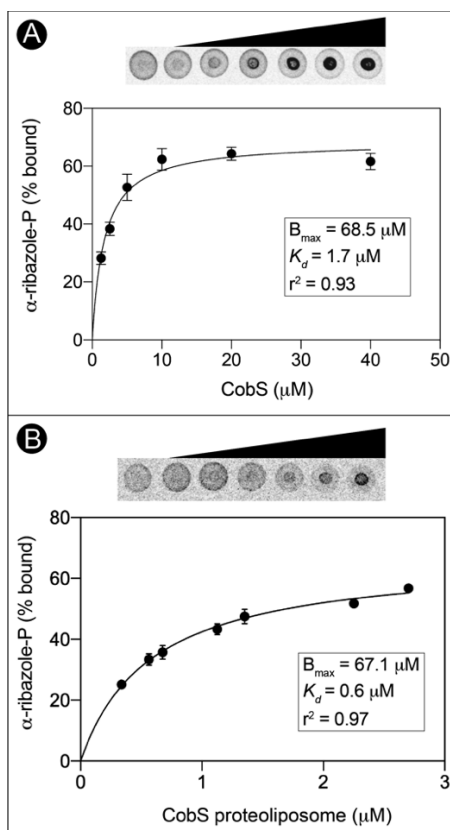 A
80
60
40
20
0
α-ribazole-P (% bound)
Bmax = 68.5 μM
Kd = 1.7 μM
r² = 0.93
0 10 20 30 40 50
CobS (μM)
B
80
60
40
20
0
α-ribazole-P (% bound)
Bmax = 67.1 μM
Kd = 0.6 μM
r² = 0.97
0 1 2 3
CobS proteoliposome (μM)